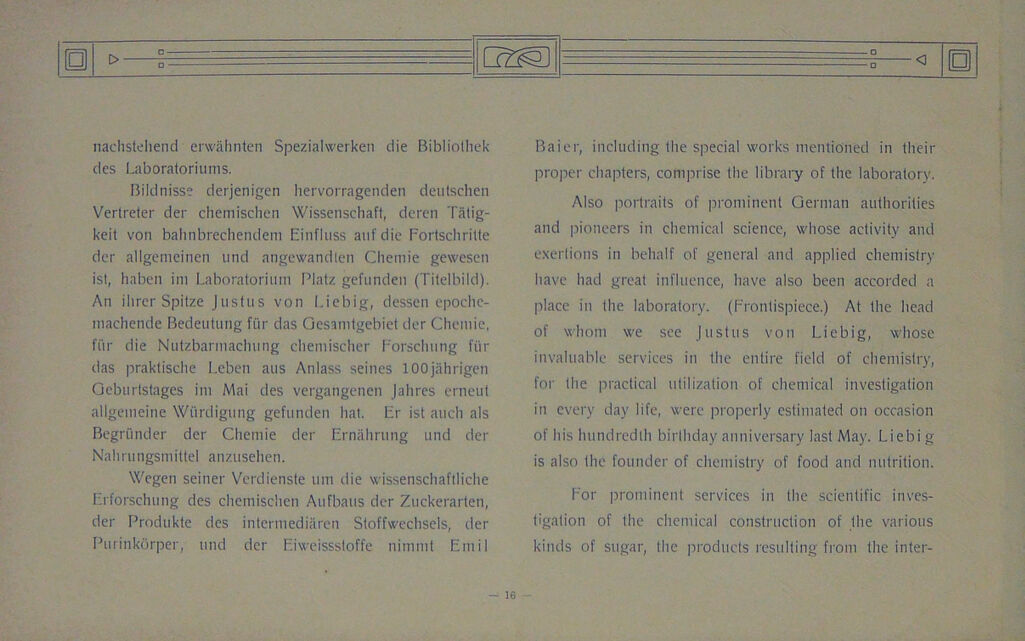 nachstehend erwähnten Spezialwerken die Bibliothek
des Laboratoriums.
Bildnisse derjenigen hervorragenden deutschen
Vertreter der chemischen Wissenschaft, deren Tätig-
keit von bahnbrechendem Einfluss auf die Fortschritte
der allgemeinen und angewandten Chemie gewesen
ist, haben im Laboratorium Platz gefunden (Titelbild).
An ihrer Spitze Justus von Liebig, dessen epoche-
machende Bedeutung für das Gesamtgebiet der Chemie,
für die Nutzbarmachung chemischer Forschung für
das praktische Leben aus Anlass seines 100jährigen
Geburtstages im Mai des vergangenen Jahres erneut
allgemeine Würdigung gefunden hat. Er ist auch als
Begründer der Chemie der Ernährung und der
Nahrungsmittel anzusehen.
Wegen seiner Verdienste um die wissenschaftliche
Erforschung des chemischen Aufbaus der Zuckerarten,
der Produkte des intermediären Stoffwechsels, der
Purinkörper, und der Eiweissstoffe nimmt Emil
Baier, including the special works mentioned in their
proper chapters, comprise the library of the laboratory.
Also portraits of prominent German authorities
and pioneers in chemical science, whose activity and
exertions in behalf of general and applied chemistry
have had great influence, have also been accorded a
place in the laboratory. (Frontispiece.) At the head
of whom we see Justus von Liebig, whose
invaluable services in the entire field of chemistry,
for the practical utilization of chemical investigation
in every day life, were properly estimated on occasion
of his hundredth birthday anniversary last May. Liebig
is also the founder of chemistry of food and nutrition.
For prominent services in the scientific inves-
tigation of the chemical construction of the various
kinds of sugar, the products resulting from the inter-
— 16 —